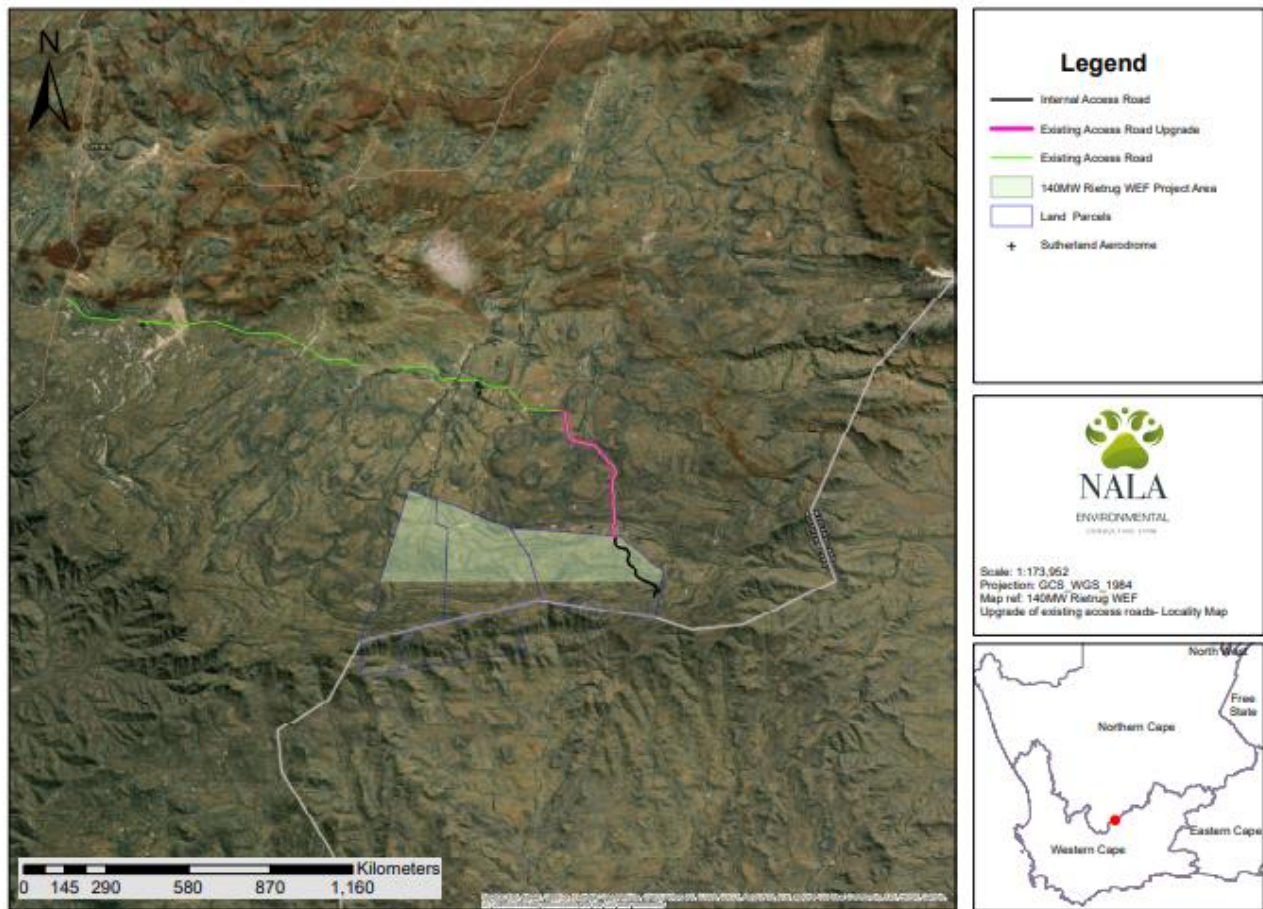 N
Kilometers
0 145 290 580 870 1,160
Legend
Internal Access Road
Existing Access Road Upgrade
Existing Access Road
140MW Rietrug WEF Project Area
Land Parcels
Sutherland Aerodrome
NALA
ENVIRONMENTAL
Scale: 1:173,952
Projection: GCS_WGS_1984
Map ref: 140MW Rietrug WEF
Upgrade of existing access roads- Locality Map
North West
Free
State
Northern Cape
Eastern Cape
Western Cape